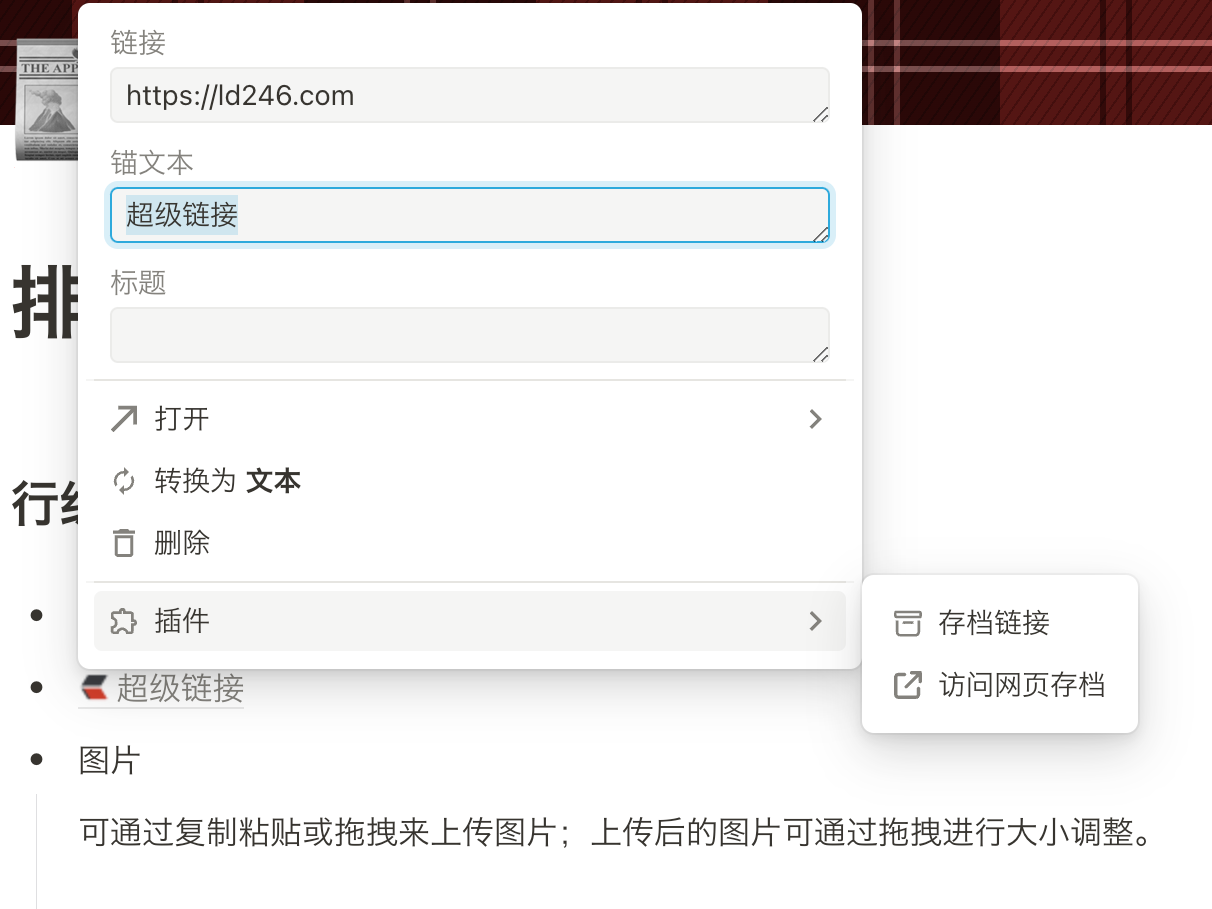 链接
THE APP
https://ld246.com
锚文本
超级链接
标题
排
打开
转换为 文本
行
删除
插件
存档链接
超级链接
访问网页存档
图片
可通过复制粘贴或拖拽来上传图片；上传后的图片可通过拖拽进行大小调整。